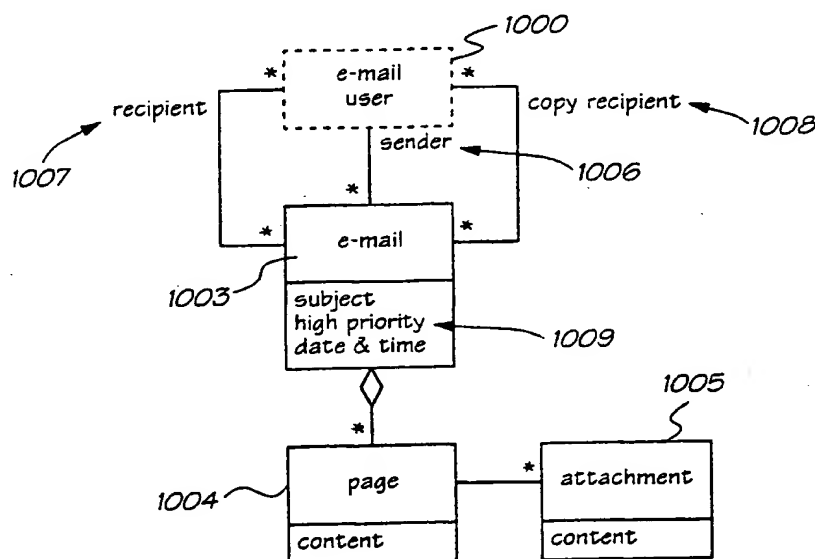 1000
* e-mail *
user
recipient
copy recipient
1008
sender
1006
1007
*
* e-mail *
1003
subject
high priority
date & time
1009
*
1005
page
*
attachment
1004
content
content